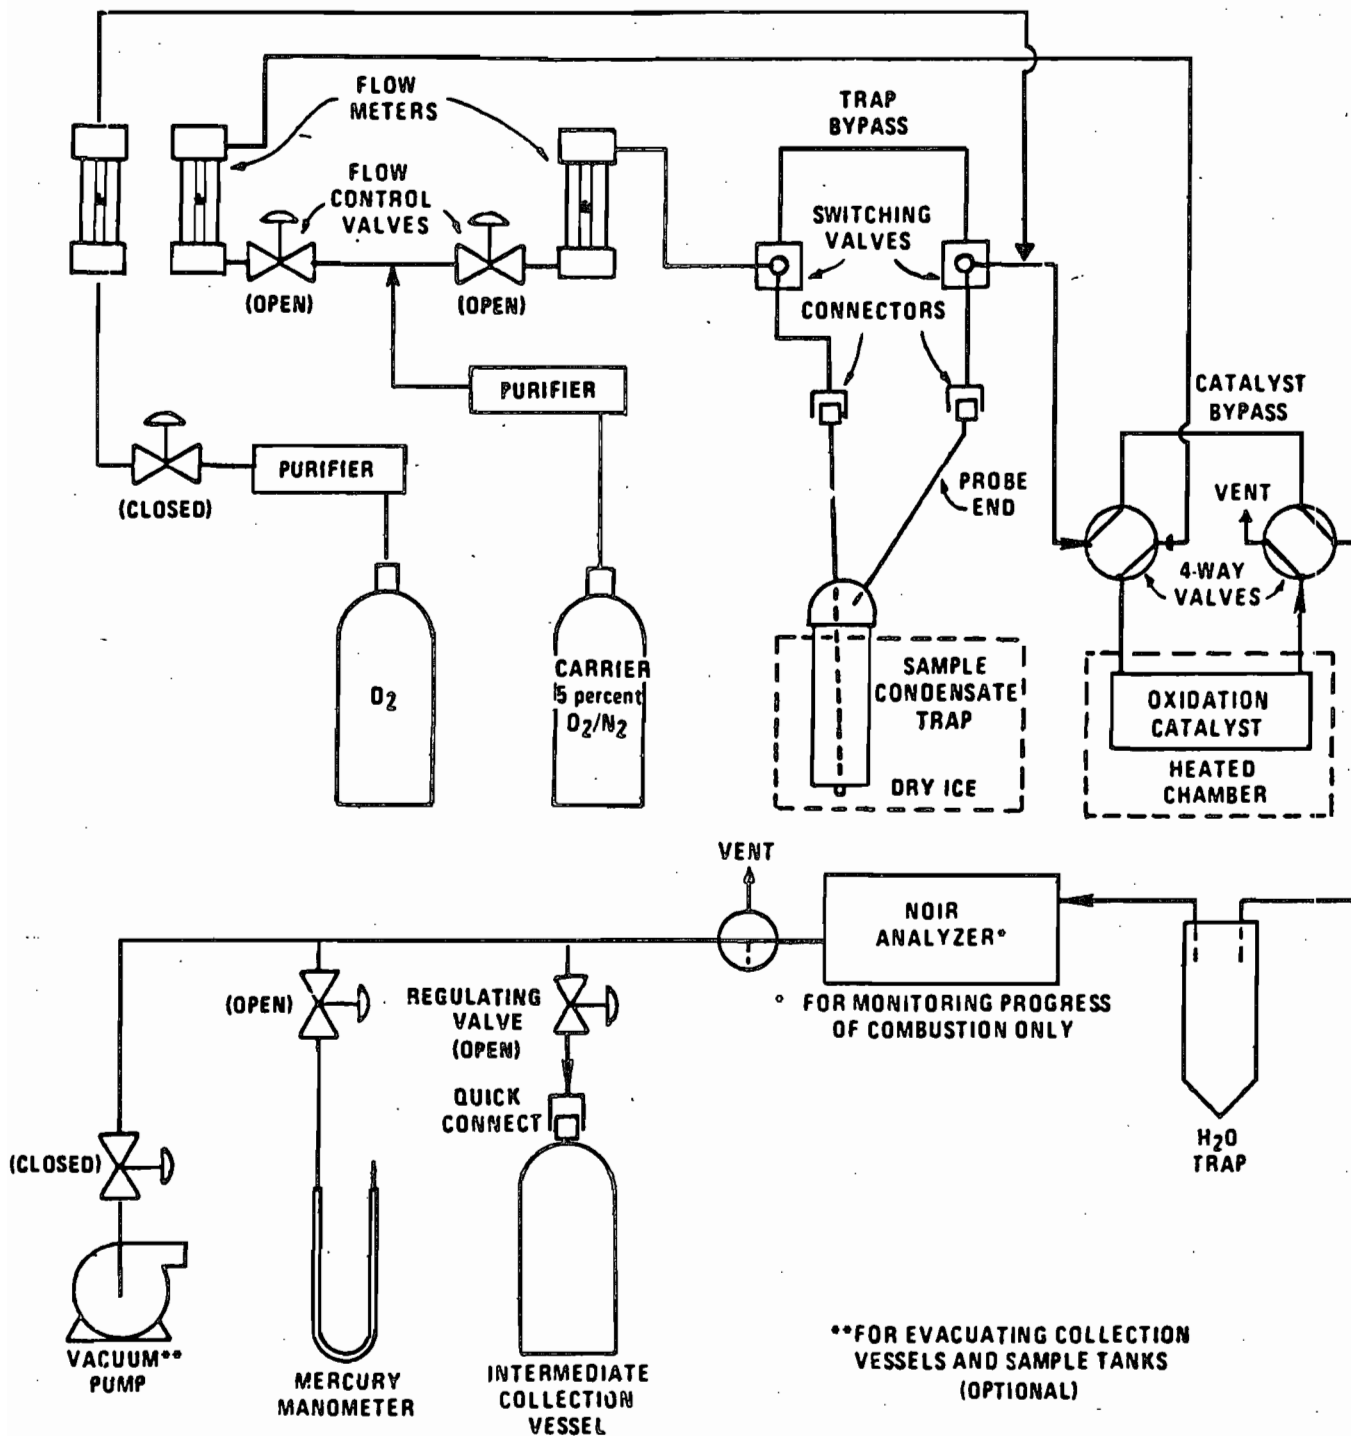 FLOW
METERS
TRAP
BYPASS
FLOW
CONTROL
VALVES
SWITCHING
VALVES
(OPEN)
(OPEN)
CONNECTORS
PURIFIER
CATALYST
BYPASS
PURIFIER
(CLOSED)
PROBE
END
VENT
4-WAY
VALVES
O2
CARRIER
5 percent
O2/N2
SAMPLE
CONDENSATE
TRAP
DRY ICE
OXIDATION
CATALYST
HEATED
CHAMBER
VENT
NOIR
ANALYZER*
(OPEN)
REGULATING
VALVE
(OPEN)
* FOR MONITORING PROGRESS
OF COMBUSTION ONLY
QUICK
CONNECT
H2O
TRAP
(CLOSED)
VACUUM**
PUMP
MERCURY
MANOMETER
INTERMEDIATE
COLLECTION
VESSEL
**FOR EVACUATING COLLECTION
VESSELS AND SAMPLE TANKS
(OPTIONAL)